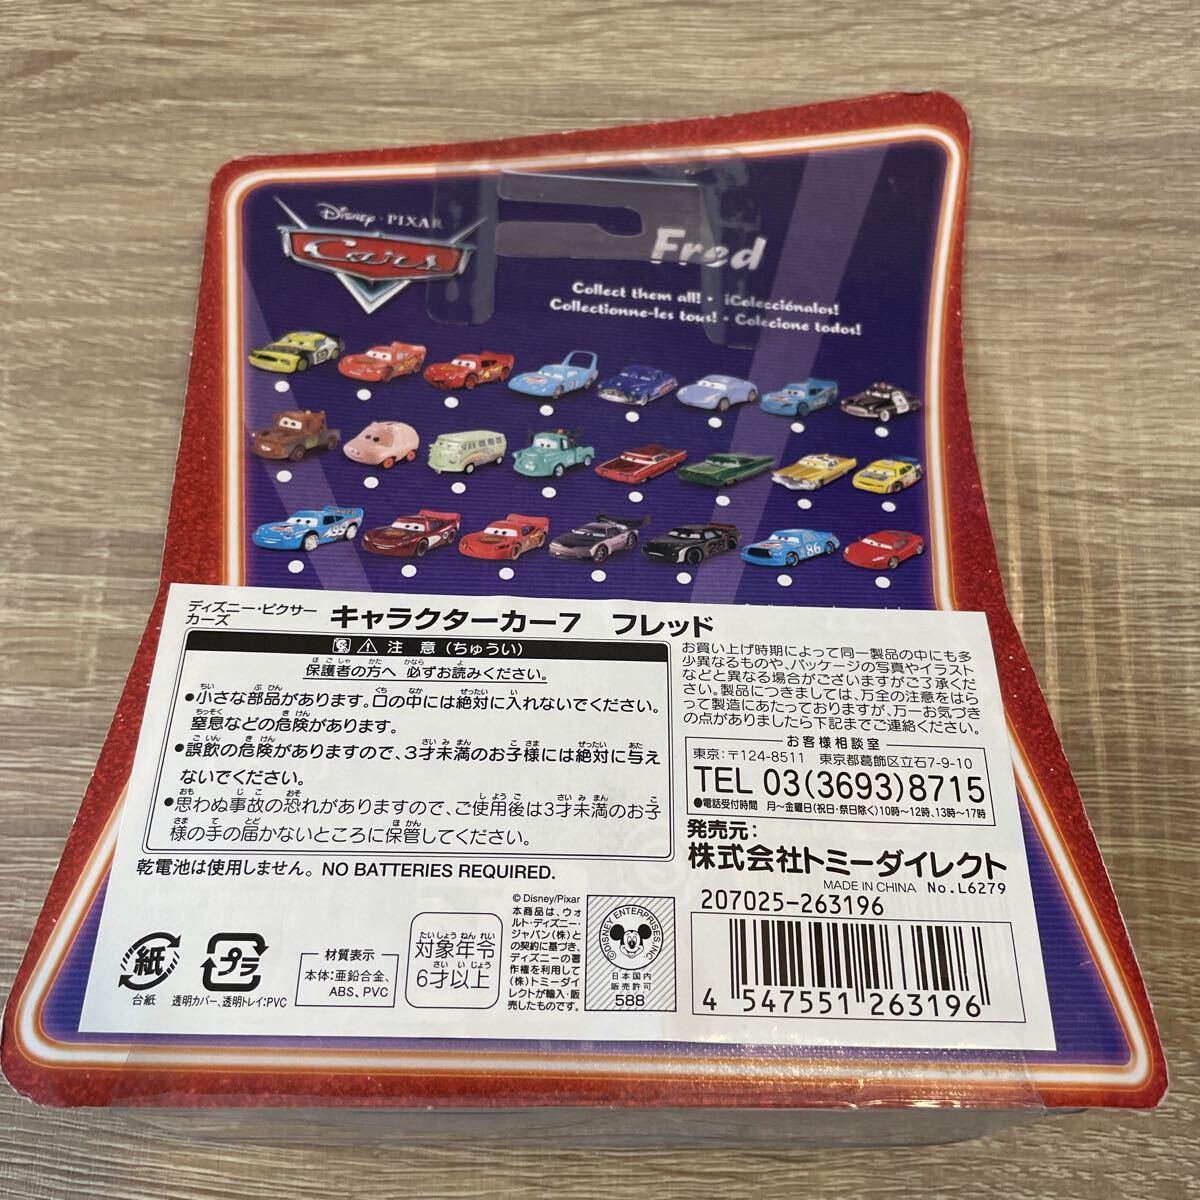 Disney · PIXAR
Cars
Fred
Collect them all! • ¡Colecciónalos!
Collectionne-les tous! • Colecione todos!
DINOCO
86
ディズニー・ピクサー
カーズ
キャラクターカー7 フレッド
注 意 (ちゅうい)
保護者の方へ 必ずお読みください。
●小さな部品があります。口の中には絶対に入れないでください。
窒息などの危険があります。
●誤飲の危険がありますので、3才未満のお子様には絶対に与え
ないでください。
●思わぬ事故の恐れがありますので、ご使用後は3才未満のお子
様の手の届かないところに保管してください。
乾電池は使用しません。 NO BATTERIES REQUIRED.
お買い上げ時期によって同一製品の中にも多
少異なるものや、パッケージの写真やイラスト
などと異なる場合がございますがご了承くだ
さい。製品につきましては、万全の注意をはら
って製造にあたっておりますが、万一お気づき
の点がありましたら下記までご連絡ください。
お客様相談室
東京:〒124-8511 東京都葛飾区立石7-9-10
TEL 03(3693)8715
●電話受付時間 月〜金曜日(祝日・祭日除く)10時〜12時、13時〜17時
発売元:
株式会社トミーダイレクト
MADE IN CHINA No.L6279
207025-263196
4 547551 263196
紙
台紙
プラ
透明カバー、透明トレイ:PVC
材質表示
本体:亜鉛合金、
ABS、PVC
たいしょうねんれい
対象年令
さいいじょう
6才以上
© Disney/Pixar
本商品は、ウォ
ルト・ディズニー・
ジャパン(株)と
の契約に基づき、
ディズニーの著
作権を利用して
(株)トミーダイ
レクトが輸入・販
売したものです。
©DISNEY ENTERPRISES, INC
日本国内
販売許可
588